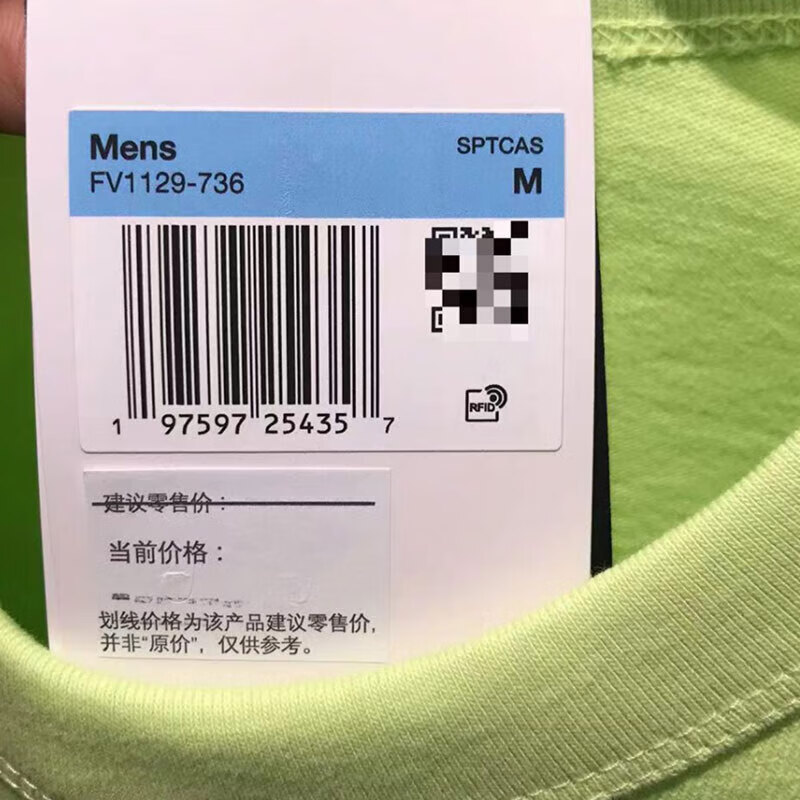 Mens
SPTCAS
FV1129-736
M
1 97597 25435 7
RFID
建议零售价：
当前价格：
划线价格为该产品建议零售价,
并非“原价”，仅供参考。